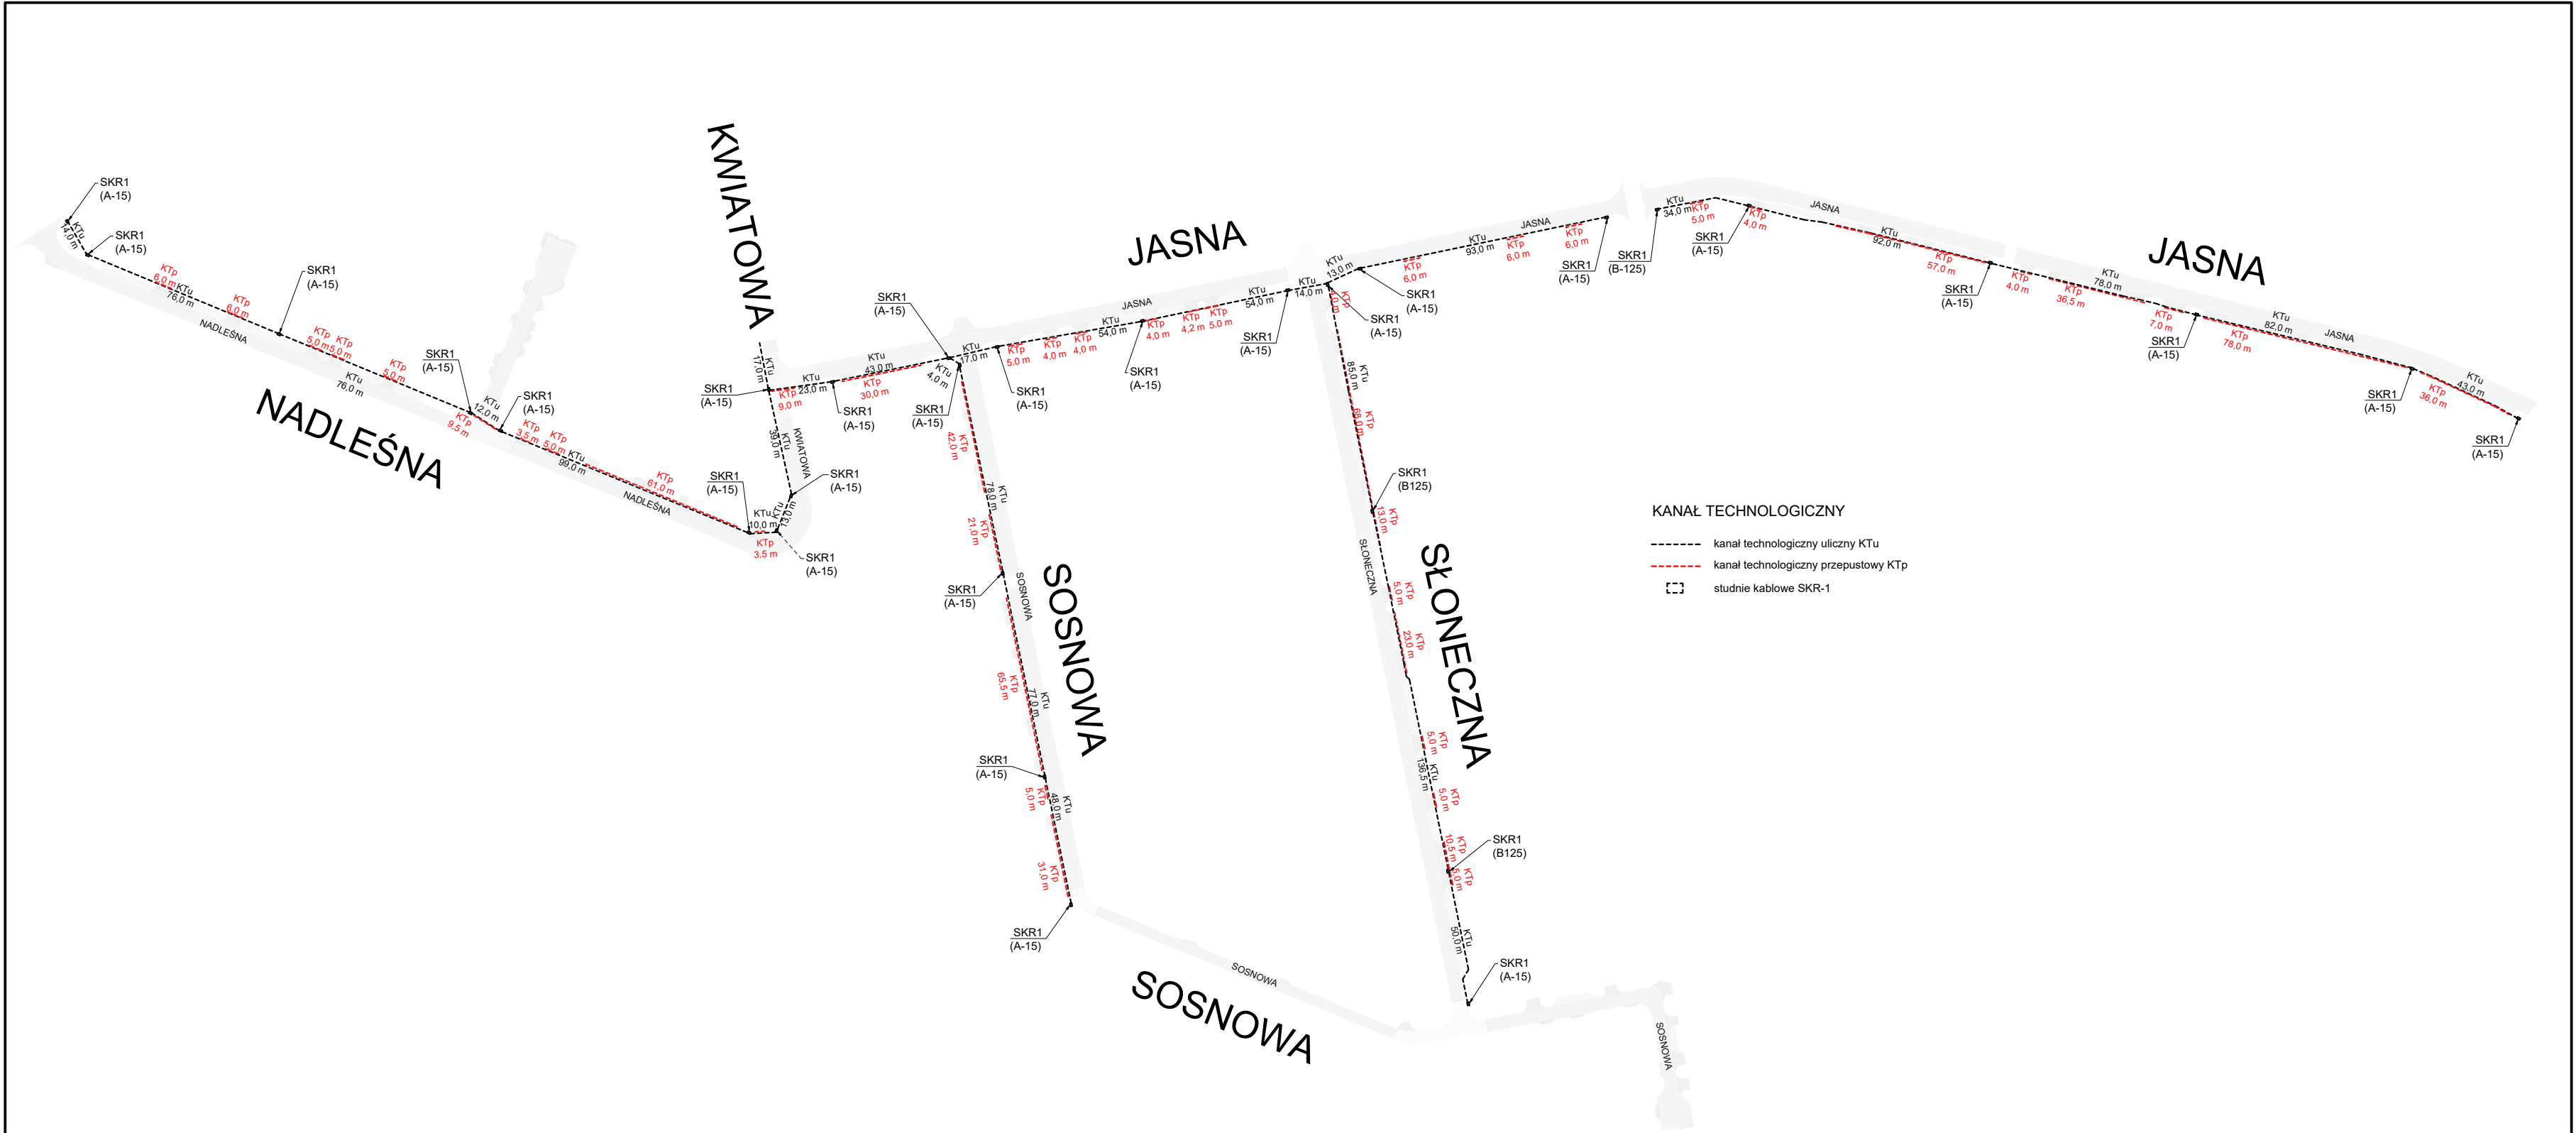 SKR1
(A-15)
KTu
14,0 m
SKR1
(A-15)
KTp
6,0 m
KTu
76,0 m
KTp
6,0 m
NADLEŚNA
SKR1
(A-15)
KTp
5,0 m
KTp
5,0 m
KTp
5,0 m
KTu
76,0 m
SKR1
(A-15)
KTu
12,0 m
KTp
9,5 m
SKR1
(A-15)
KTp
3,5 m
KTp
5,0 m
KTu
99,0 m
KTp
61,0 m
NADLEŚNA
NADLEŚNA
SKR1
(A-15)
KTu
10,0 m
KTp
3,5 m
KTu
13,0 m
SKR1
(A-15)
SKR1
(A-15)
KWIATOWA
KTu
17,0 m
SKR1
(A-15)
KTu
39,0 m
KWIATOWA
KTp
9,0 m
KTu
23,0 m
SKR1
(A-15)
KTu
43,0 m
KTp
30,0 m
SKR1
(A-15)
KTu
4,0 m
KTu
17,0 m
SKR1
(A-15)
SKR1
(A-15)
JASNA
JASNA
KTp
5,0 m
KTp
4,0 m
KTp
4,0 m
KTu
54,0 m
SKR1
(A-15)
KTp
4,0 m
KTp
4,2 m
KTp
5,0 m
KTu
54,0 m
SKR1
(A-15)
KTu
14,0 m
KTu
13,0 m
SKR1
(A-15)
SKR1
(A-15)
KTp
6,0 m
KTu
93,0 m
KTp
6,0 m
JASNA
KTp
6,0 m
SKR1
(A-15)
SKR1
(B-125)
KTu
34,0 m
KTp
5,0 m
SKR1
(A-15)
KTp
4,0 m
JASNA
KTu
92,0 m
KTp
57,0 m
SKR1
(A-15)
KTp
4,0 m
KTp
36,5 m
KTu
78,0 m
KTp
7,0 m
SKR1
(A-15)
JASNA
KTp
78,0 m
KTu
82,0 m
JASNA
SKR1
(A-15)
KTu
43,0 m
KTp
36,0 m
SKR1
(A-15)
KTp
42,0 m
KTu
78,0 m
KTp
21,0 m
SKR1
(A-15)
SOSNOWA
SOSNOWA
KTp
65,5 m
KTu
77,0 m
SKR1
(A-15)
KTp
5,0 m
KTu
48,0 m
KTp
31,0 m
SKR1
(A-15)
SOSNOWA
SOSNOWA
KTp
KTu
85,0 m
KTp
68,0 m
SKR1
(B125)
KTp
13,0 m
SŁONECZNA
SŁONECZNA
KTp
5,0 m
KTp
23,0 m
KTp
5,0 m
KTu
136,5 m
KTp
5,0 m
KTp
10,5 m
SKR1
(B125)
KTp
5,0 m
KTu
50,0 m
SKR1
(A-15)
SOSNOWA
KANAŁ TECHNOLOGICZNY
kanał technologiczny uliczny KTu
kanał technologiczny przepustowy KTp
studnie kablowe SKR-1